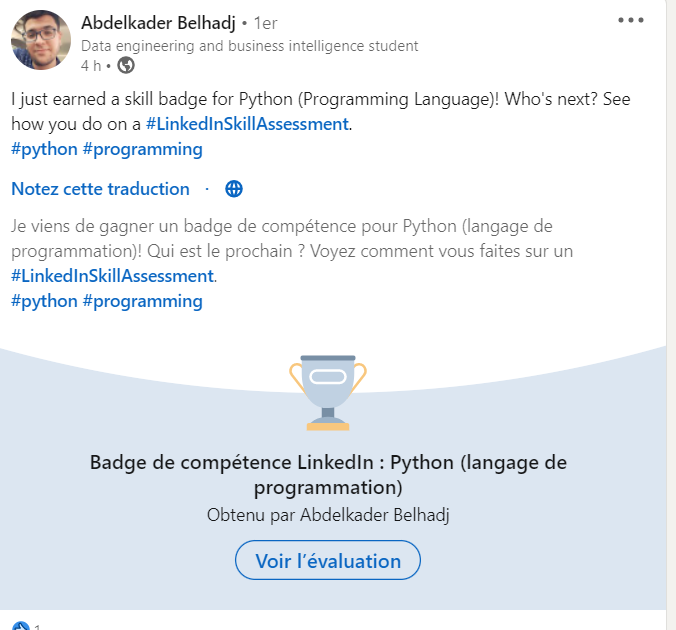 Abdelkader Belhadj • 1er
Data engineering and business intelligence student
4 h •
I just earned a skill badge for Python (Programming Language)! Who's next? See
how you do on a #LinkedInSkillAssessment.
#python #programming
Notez cette traduction ·
Je viens de gagner un badge de compétence pour Python (langage de
programmation)! Qui est le prochain ? Voyez comment vous faites sur un
#LinkedInSkillAssessment.
#python #programming
Badge de compétence LinkedIn : Python (langage de
programmation)
Obtenu par Abdelkader Belhadj
Voir l’évaluation
1